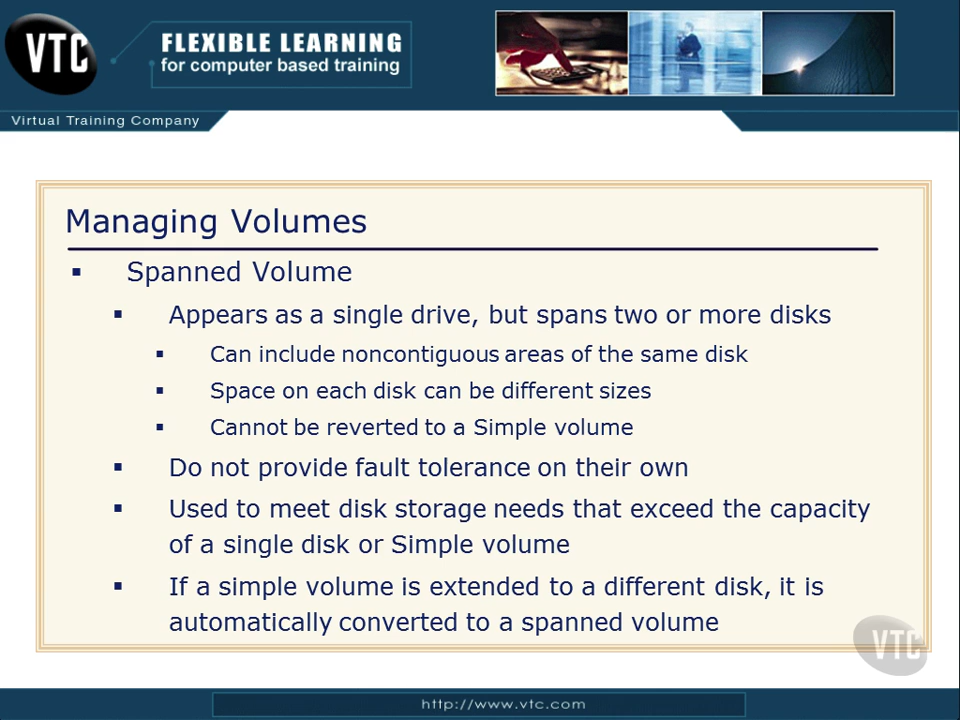 VTC
FLEXIBLE LEARNING
for computer based training
Virtual Training Company
Managing Volumes
▪ Spanned Volume
▪ Appears as a single drive, but spans two or more disks
▪ Can include noncontiguous areas of the same disk
▪ Space on each disk can be different sizes
▪ Cannot be reverted to a Simple volume
▪ Do not provide fault tolerance on their own
▪ Used to meet disk storage needs that exceed the capacity
of a single disk or Simple volume
▪ If a simple volume is extended to a different disk, it is
automatically converted to a spanned volume
VTC
http://www.vtc.com